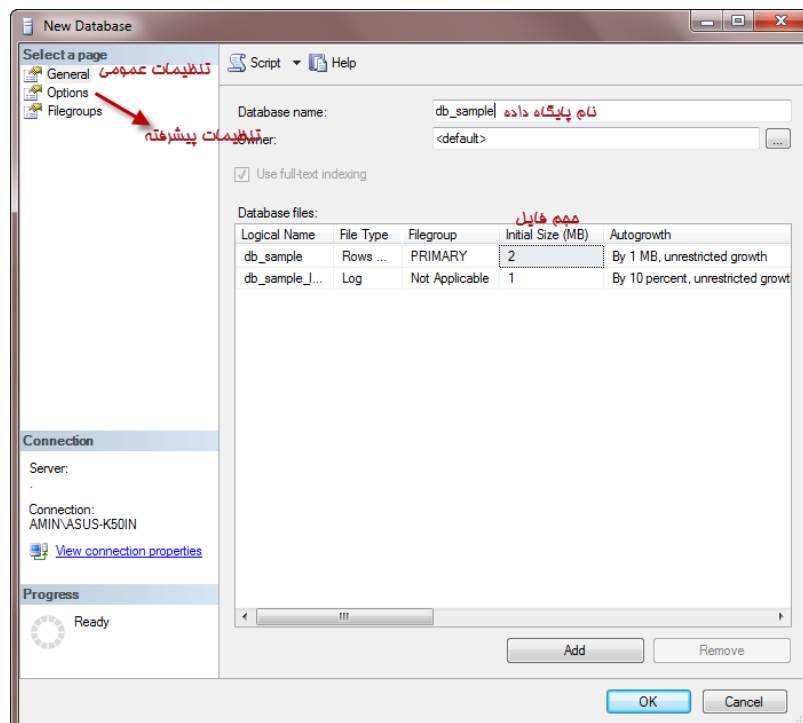 New Database
Select a page
General تنظیمات عمومی
Options
Filegroups
تنظیمات پیشرفته
Script Help
Database name: db_sample نام پایگاه داده
Owner: <default> ...
Use full-text indexing
Database files:
حجم فایل
Logical Name File Type Filegroup Initial Size (MB) Autogrowth
db_sample Rows ... PRIMARY 2 By 1 MB, unrestricted growth
db_sample_l... Log Not Applicable 1 By 10 percent, unrestricted growt
Connection
Server:
.
Connection:
AMIN\ASUS-K50IN
View connection properties
Progress
Ready
Add Remove
OK Cancel